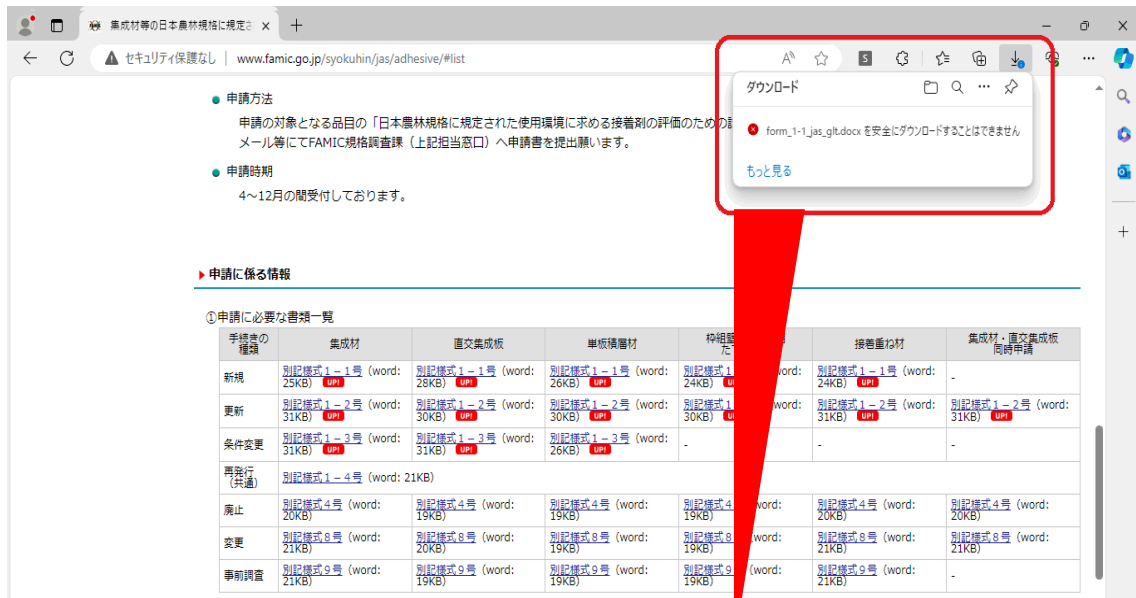 集成材等の日本農林規格に規定さ
セキュリティ保護なし | www.famic.go.jp/syokuhin/jas/adhesive/#list
ダウンロード
form_1-1_jas_glt.docx を安全にダウンロードすることはできません
もっと見る
● 申請方法
申請の対象となる品目の「日本農林規格に規定された使用環境に求める接着剤の評価のための
メール等にてFAMIC規格調査課（上記担当窓口）へ申請書を提出願います。
● 申請時期
4～12月の間受付しております。
申請に係る情報
①申請に必要な書類一覧
手続きの種類 集成材 直交集成板 単板積層材 枠組 接着重ね材 集成材・直交集成板同時申請
新規 別記様式１－１号 (word: 25KB) UP! 別記様式１－１号 (word: 28KB) UP! 別記様式１－１号 (word: 26KB) UP! 別記様式１ word: 24KB) 別記様式１－１号 (word: 24KB) UP! -
更新 別記様式１－２号 (word: 31KB) UP! 別記様式１－２号 (word: 30KB) UP! 別記様式１－２号 (word: 30KB) UP! 別記様式１ word: 30KB) 別記様式１－２号 (word: 31KB) UP! 別記様式１－２号 (word: 31KB) UP!
条件変更 別記様式１－３号 (word: 31KB) UP! 別記様式１－３号 (word: 31KB) UP! 別記様式１－３号 (word: 26KB) UP! - - -
再発行（共通） 別記様式１－４号 (word: 21KB)
廃止 別記様式４号 (word: 20KB) 別記様式４号 (word: 19KB) 別記様式４号 (word: 19KB) 別記様式４ word: 19KB) 別記様式４号 (word: 20KB) 別記様式４号 (word: 20KB)
変更 別記様式８号 (word: 21KB) 別記様式８号 (word: 20KB) 別記様式８号 (word: 19KB) 別記様式８ word: 19KB) 別記様式８号 (word: 21KB) 別記様式８号 (word: 21KB)
事前調査 別記様式９号 (word: 21KB) 別記様式９号 (word: 19KB) 別記様式９号 (word: 19KB) 別記様式９ word: 19KB) 別記様式９号 (word: 21KB) -